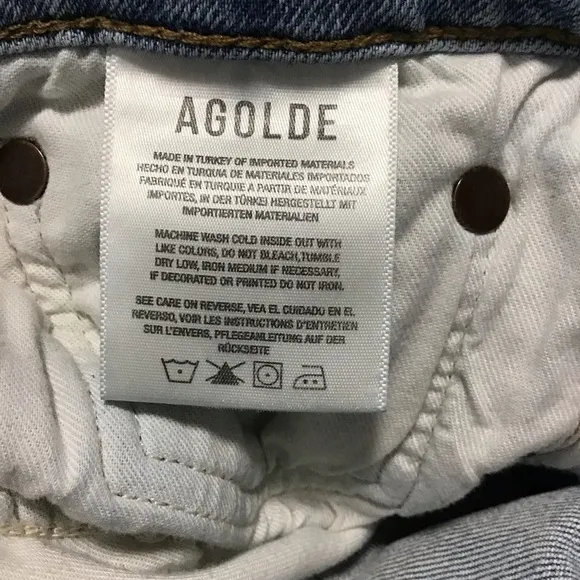 AGOLDE
MADE IN TURKEY OF IMPORTED MATERIALS
HECHO EN TURQUIA DE MATERIALES IMPORTADOS
FABRIQUÉ EN TURQUIE A PARTIR DE MATÉRIAUX
IMPORTÉS, IN DER TÜRKEI HERGESTELLT MIT
IMPORTIERTEN MATERIALIEN
MACHINE WASH COLD INSIDE OUT WITH
LIKE COLORS, DO NOT BLEACH,TUMBLE
DRY LOW, IRON MEDIUM IF NECESSARY,
IF DECORATED OR PRINTED DO NOT IRON.
SEE CARE ON REVERSE, VEA EL CUIDADO EN EL
REVERSO, VOIR LES INSTRUCTIONS D'ENTRETIEN
SUR L'ENVERS, PFLEGEANLEITUNG AUF DER
RÜCKSEITE